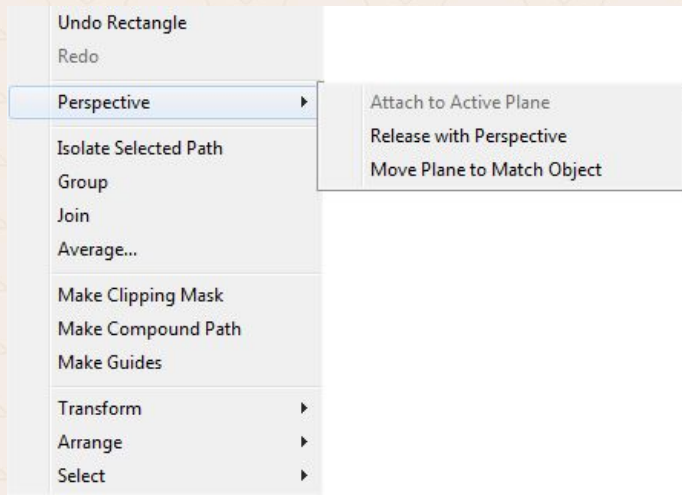 Undo Rectangle
Redo
Perspective
Attach to Active Plane
Release with Perspective
Move Plane to Match Object
Isolate Selected Path
Group
Join
Average...
Make Clipping Mask
Make Compound Path
Make Guides
Transform
Arrange
Select